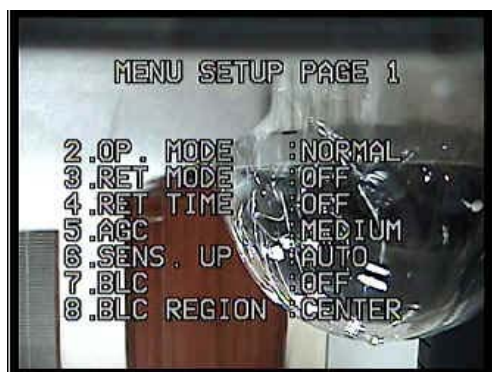 MENU SETUP PAGE 1
2.OP. MODE :NORMAL
3.RET MODE :OFF
4.RET TIME :OFF
5.AGC :MEDIUM
6.SENS. UP :AUTO
7.BLC :OFF
8.BLC REGION :CENTER